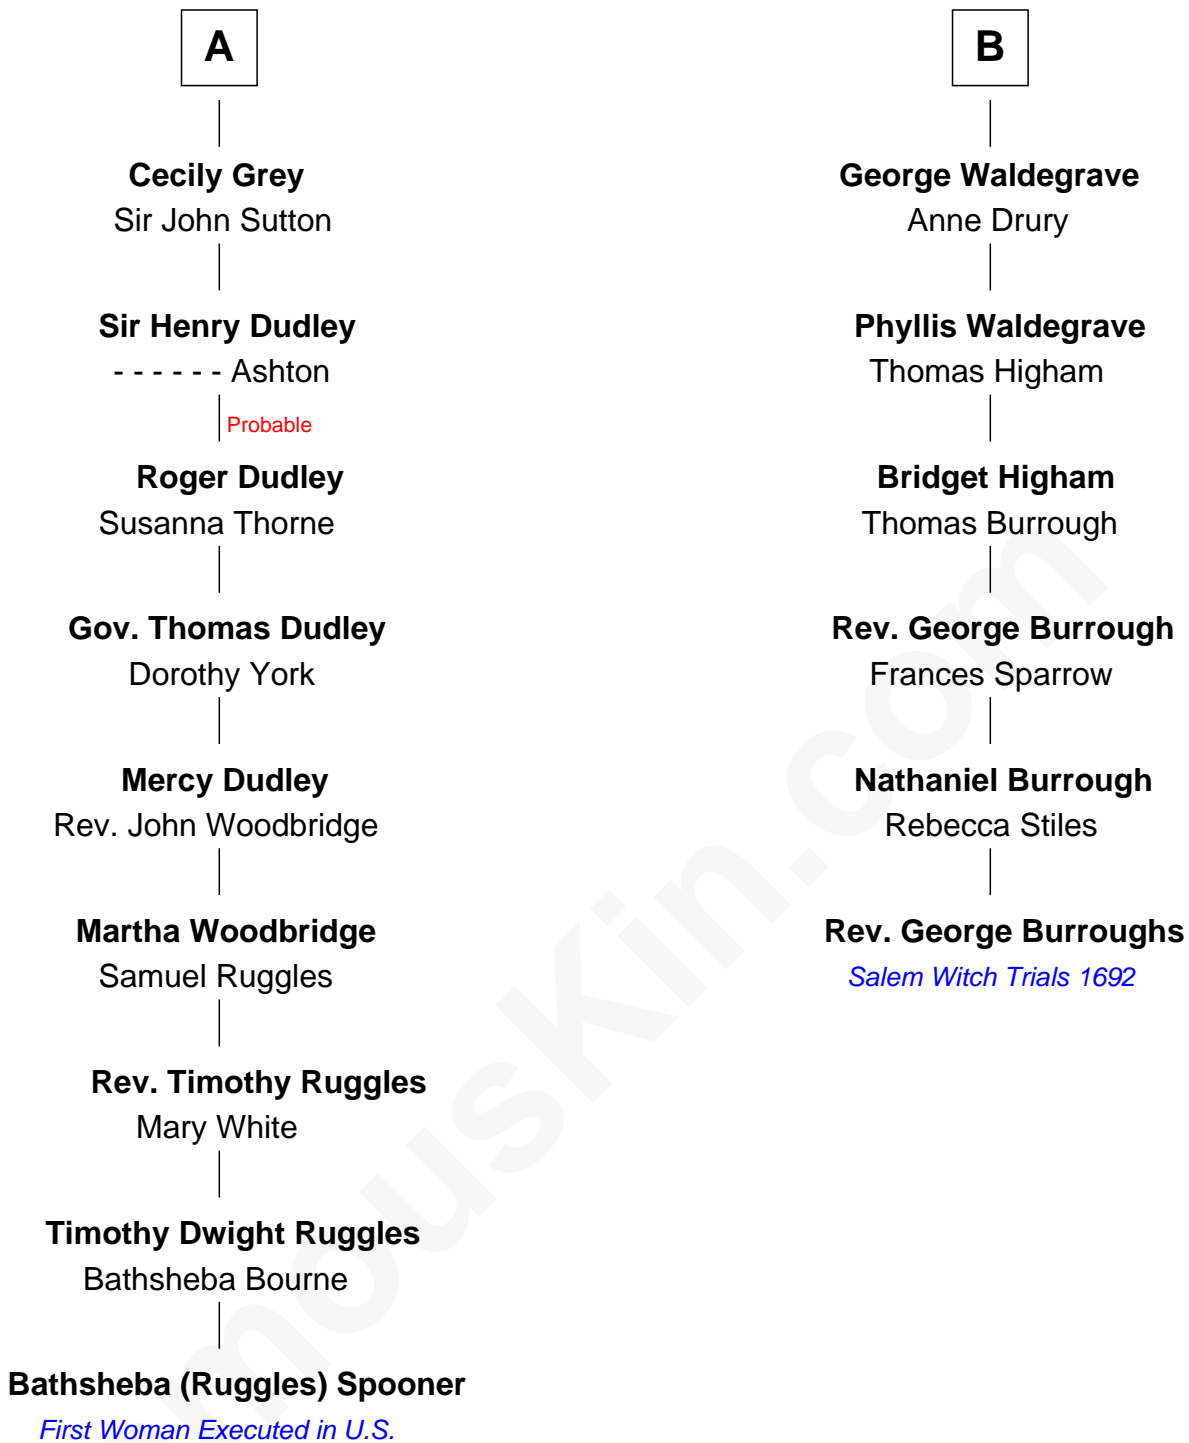 A
Cecily Grey
Sir John Sutton
Sir Henry Dudley
- - - - - - Ashton
Probable
Roger Dudley
Susanna Thorne
Gov. Thomas Dudley
Dorothy York
Mercy Dudley
Rev. John Woodbridge
Martha Woodbridge
Samuel Ruggles
Rev. Timothy Ruggles
Mary White
Timothy Dwight Ruggles
Bathsheba Bourne
Bathsheba (Ruggles) Spooner
First Woman Executed in U.S.
B
George Waldegrave
Anne Drury
Phyllis Waldegrave
Thomas Higham
Bridget Higham
Thomas Burrough
Rev. George Burrough
Frances Sparrow
Nathaniel Burrough
Rebecca Stiles
Rev. George Burroughs
Salem Witch Trials 1692
mousKin.com